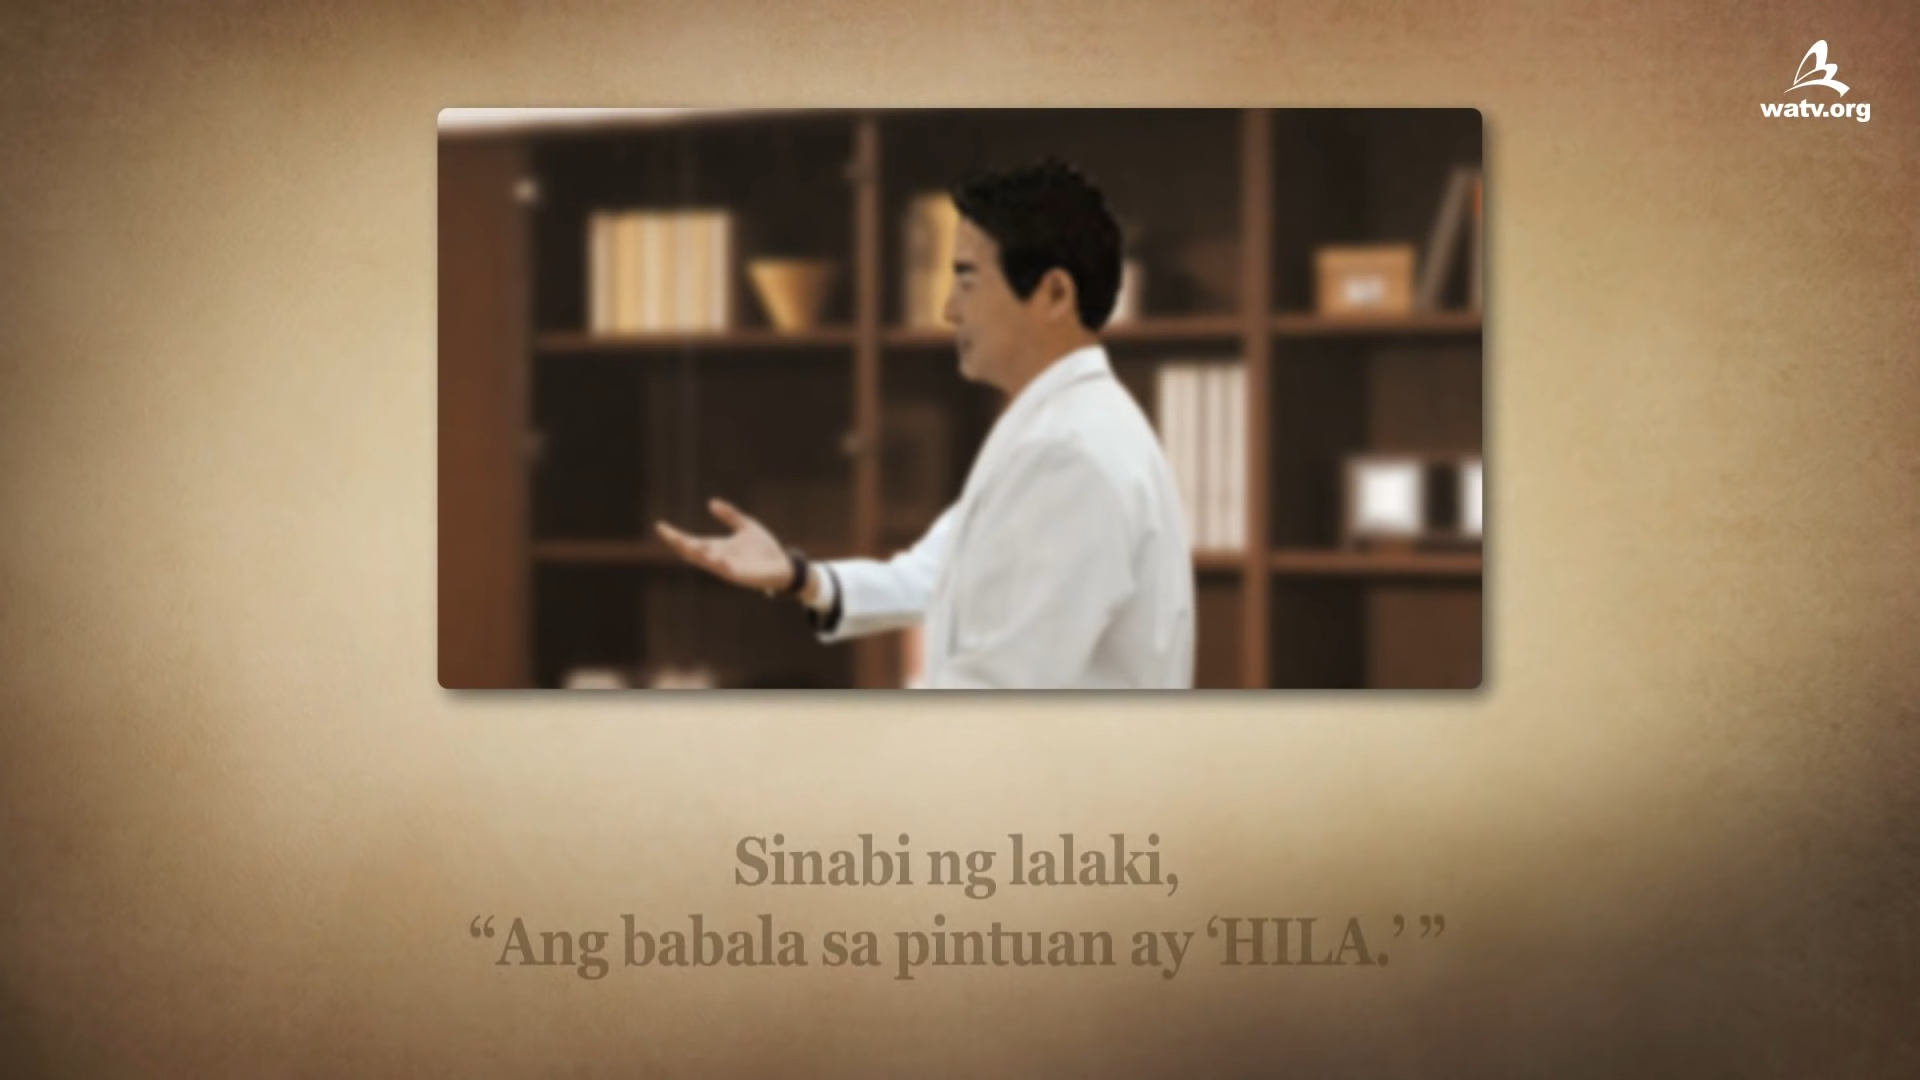 watv.org
Sinabi ng lalaki,
“Ang babala sa pintuan ay ‘HILA.’ ”